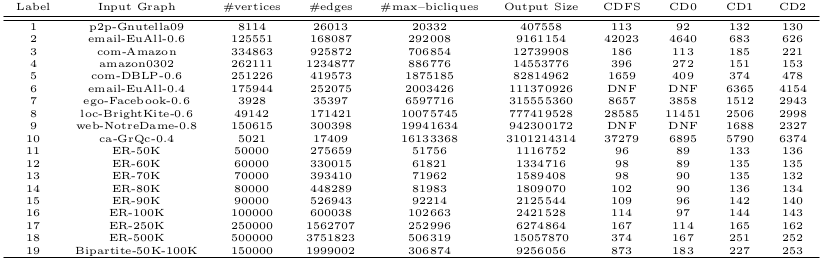 Label Input Graph #vertices #edges #max−bicliques Output Size CDFS CD0 CD1 CD2
1 p2p-Gnutella09 8114 26013 20332 407558 113 92 132 130
2 email-EuAll-0.6 125551 168087 292008 9161154 42023 4640 683 626
3 com-Amazon 334863 925872 706854 12739908 186 113 185 221
4 amazon0302 262111 1234877 886776 14553776 396 272 151 153
5 com-DBLP-0.6 251226 419573 1875185 82814962 1659 409 374 478
6 email-EuAll-0.4 175944 252075 2003426 111370926 DNF DNF 6365 4154
7 ego-Facebook-0.6 3928 35397 6597716 315555360 8657 3858 1512 2943
8 loc-BrightKite-0.6 49142 171421 10075745 777419528 28585 11451 2506 2998
9 web-NotreDame-0.8 150615 300398 19941634 942300172 DNF DNF 1688 2327
10 ca-GrQc-0.4 5021 17409 16133368 3101214314 37279 6895 5790 6374
11 ER-50K 50000 275659 51756 1116752 96 89 133 131
12 ER-60K 60000 330015 61821 1334716 98 89 135 135
13 ER-70K 70000 393410 71962 1589408 98 90 135 132
14 ER-80K 80000 448289 81983 1809070 102 90 136 134
15 ER-90K 90000 526943 92214 2125544 109 96 142 140
16 ER-100K 100000 600038 102663 2421528 114 97 144 143
17 ER-250K 250000 1562707 252996 6274864 167 114 165 162
18 ER-500K 500000 3751823 506319 15057870 374 167 251 252
19 Bipartite-50K-100K 150000 1999002 306874 9256056 873 183 227 253